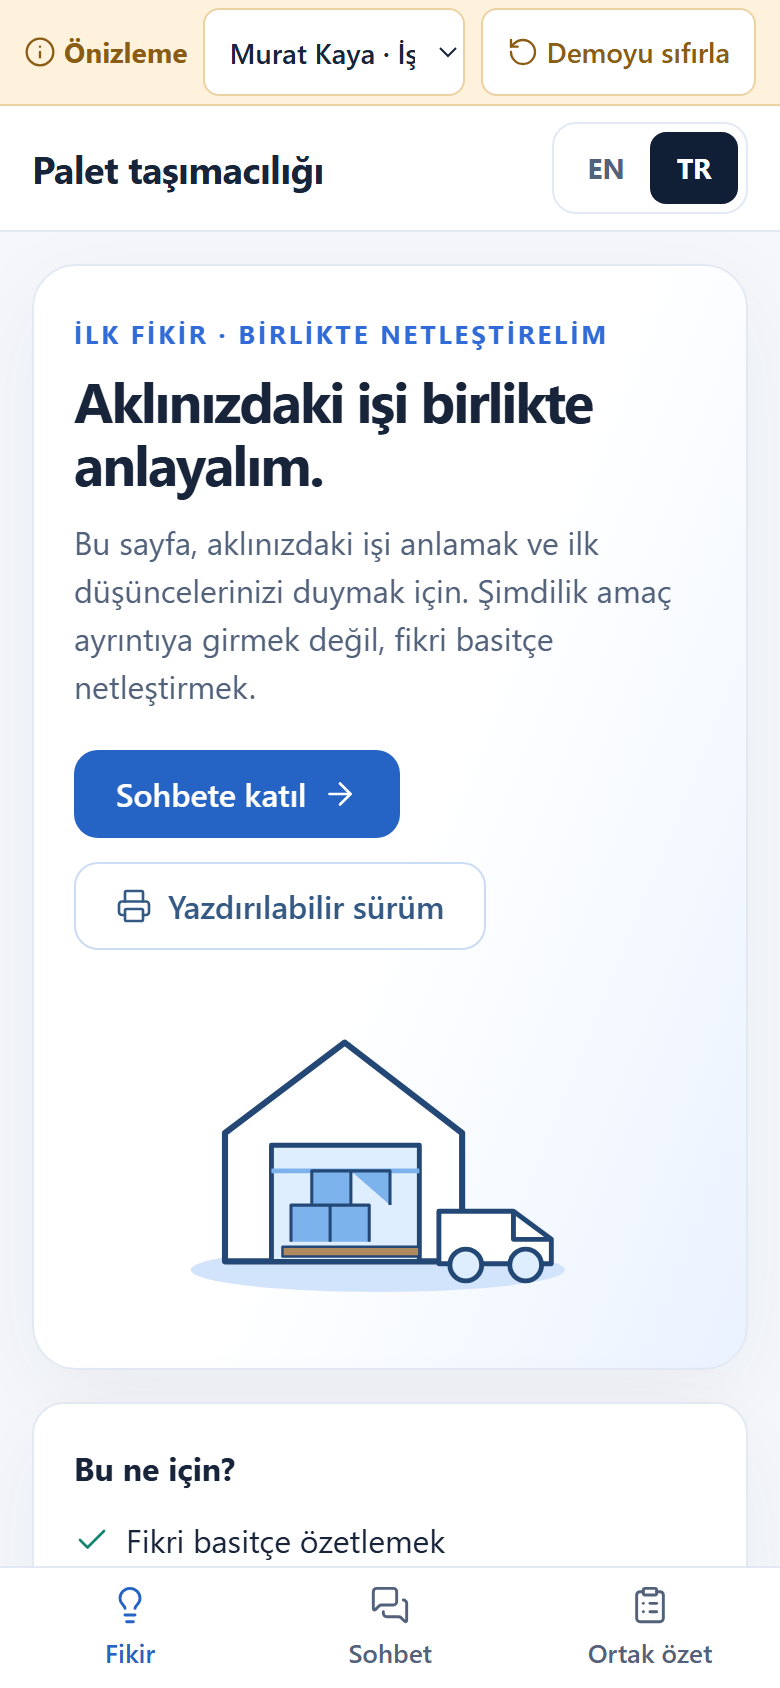 Önizleme
Murat Kaya · İş
Demoyu sıfırla
Palet taşımacılığı
EN
TR
İLK FİKİR · BİRLİKTE NETLEŞTİRELİM
Aklınızdaki işi birlikte
anlayalım.
Bu sayfa, aklınızdaki işi anlamak ve ilk
düşüncelerinizi duymak için. Şimdilik amaç
ayrıntıya girmek değil, fikri basitçe
netleştirmek.
Sohbete katıl
Yazdırılabilir sürüm
Bu ne için?
Fikri basitçe özetlemek
Fikir
Sohbet
Ortak özet